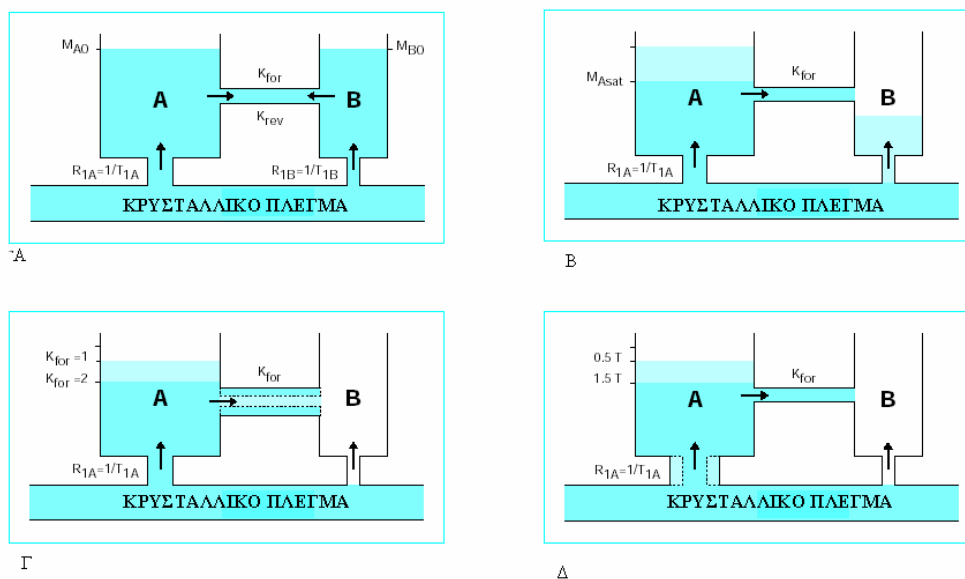 M_A0
M_B0
K_for
A
B
K_rev
R_1A=1/T_1A
R_1B=1/T_1B
ΚΡΥΣΤΑΛΛΙΚΟ ΠΛΕΓΜΑ
Α
M_Asat
K_for
A
B
R_1A=1/T_1A
ΚΡΥΣΤΑΛΛΙΚΟ ΠΛΕΓΜΑ
Β
K_for =1
K_for =2
K_for
A
B
R_1A=1/T_1A
ΚΡΥΣΤΑΛΛΙΚΟ ΠΛΕΓΜΑ
Γ
0.5 T
1.5 T
K_for
A
B
R_1A=1/T_1A
ΚΡΥΣΤΑΛΛΙΚΟ ΠΛΕΓΜΑ
Δ